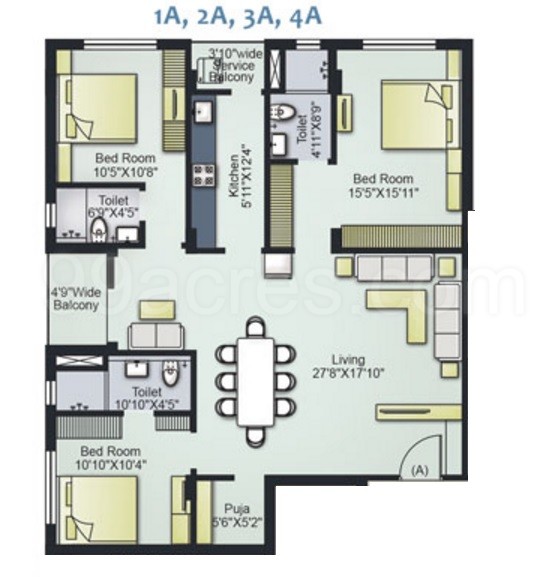 1A, 2A, 3A, 4A
3'10"wide
Service
Balcony
Bed Room
10'5"X10'8"
Kitchen
5'11"X12'4"
Toilet
4'11"X8'9"
Bed Room
15'5"X15'11"
Toilet
6'9"X4'5"
99acres.com
4'9"Wide
Balcony
Living
27'8"X17'10"
Toilet
10'10"X4'5"
Bed Room
10'10"X10'4"
(A)
Puja
5'6"X5'2"